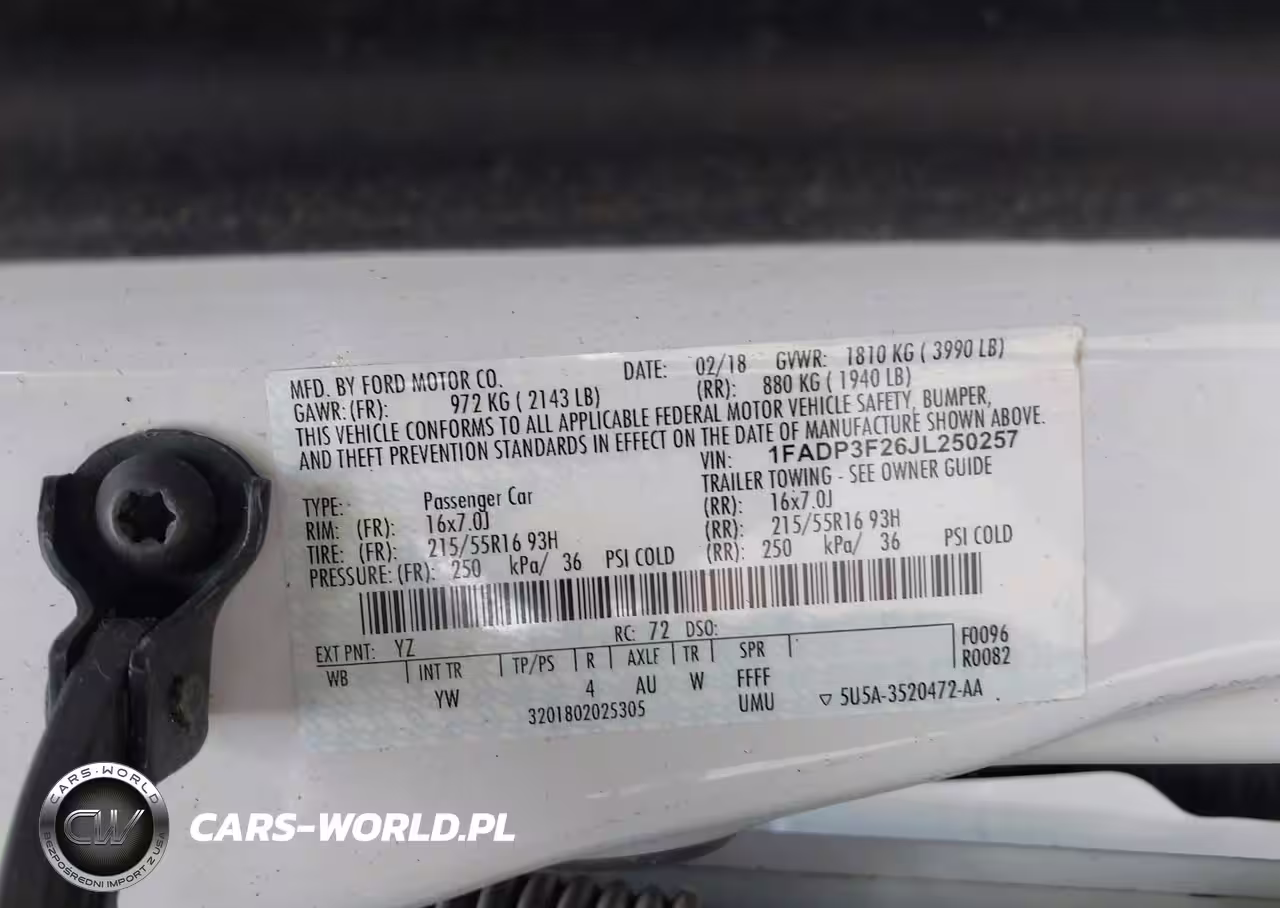 MFD. BY FORD MOTOR CO. DATE: 02/18 GVWR: 1810 KG ( 3990 LB)
GAWR: (FR): 972 KG ( 2143 LB) (RR): 880 KG ( 1940 LB)
THIS VEHICLE CONFORMS TO ALL APPLICABLE FEDERAL MOTOR VEHICLE SAFETY, BUMPER,
AND THEFT PREVENTION STANDARDS IN EFFECT ON THE DATE OF MANUFACTURE SHOWN ABOVE.
VIN: 1FADP3F26JL250257
TYPE: Passenger Car TRAILER TOWING - SEE OWNER GUIDE
RIM: (FR): 16x7.0J (RR): 16x7.0J
TIRE: (FR): 215/55R16 93H (RR): 215/55R16 93H
PRESSURE: (FR): 250 kPa/ 36 PSI COLD (RR): 250 kPa/ 36 PSI COLD
EXT PNT: YZ RC: 72 DSO: F0096
WB INT TR TP/PS R AXLE TR SPR R0082
YW 4 AU W FFFF
3201802025305 UMU ▽ 5U5A-3520472-AA
CARS-WORLD
CW
BEZPOŚREDNI IMPORT Z USA
CARS-WORLD.PL